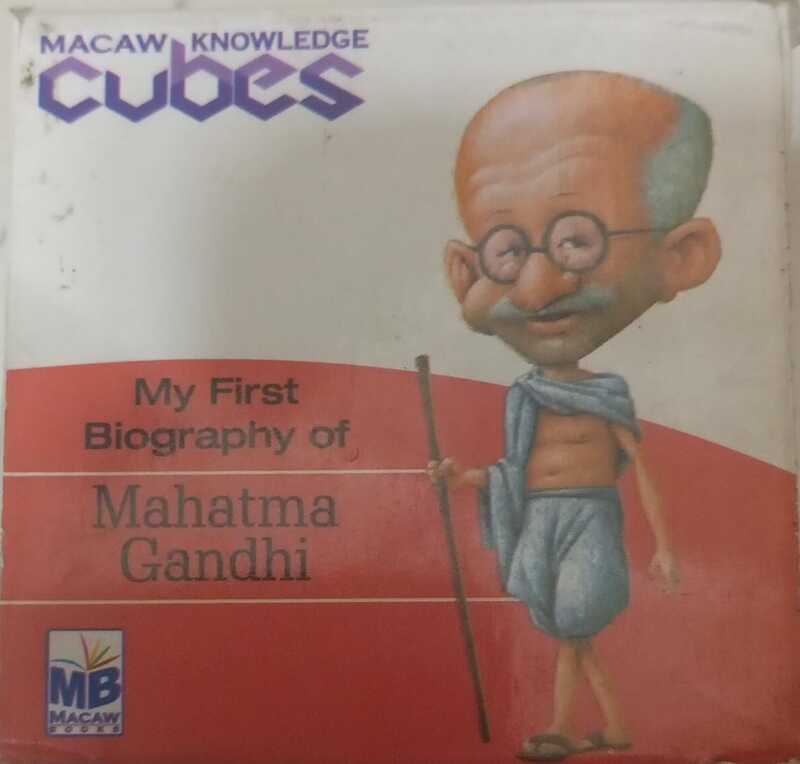 MACAW KNOWLEDGE
cubes
My First
Biography of
Mahatma
Gandhi
MB
MACAW
BOOKS